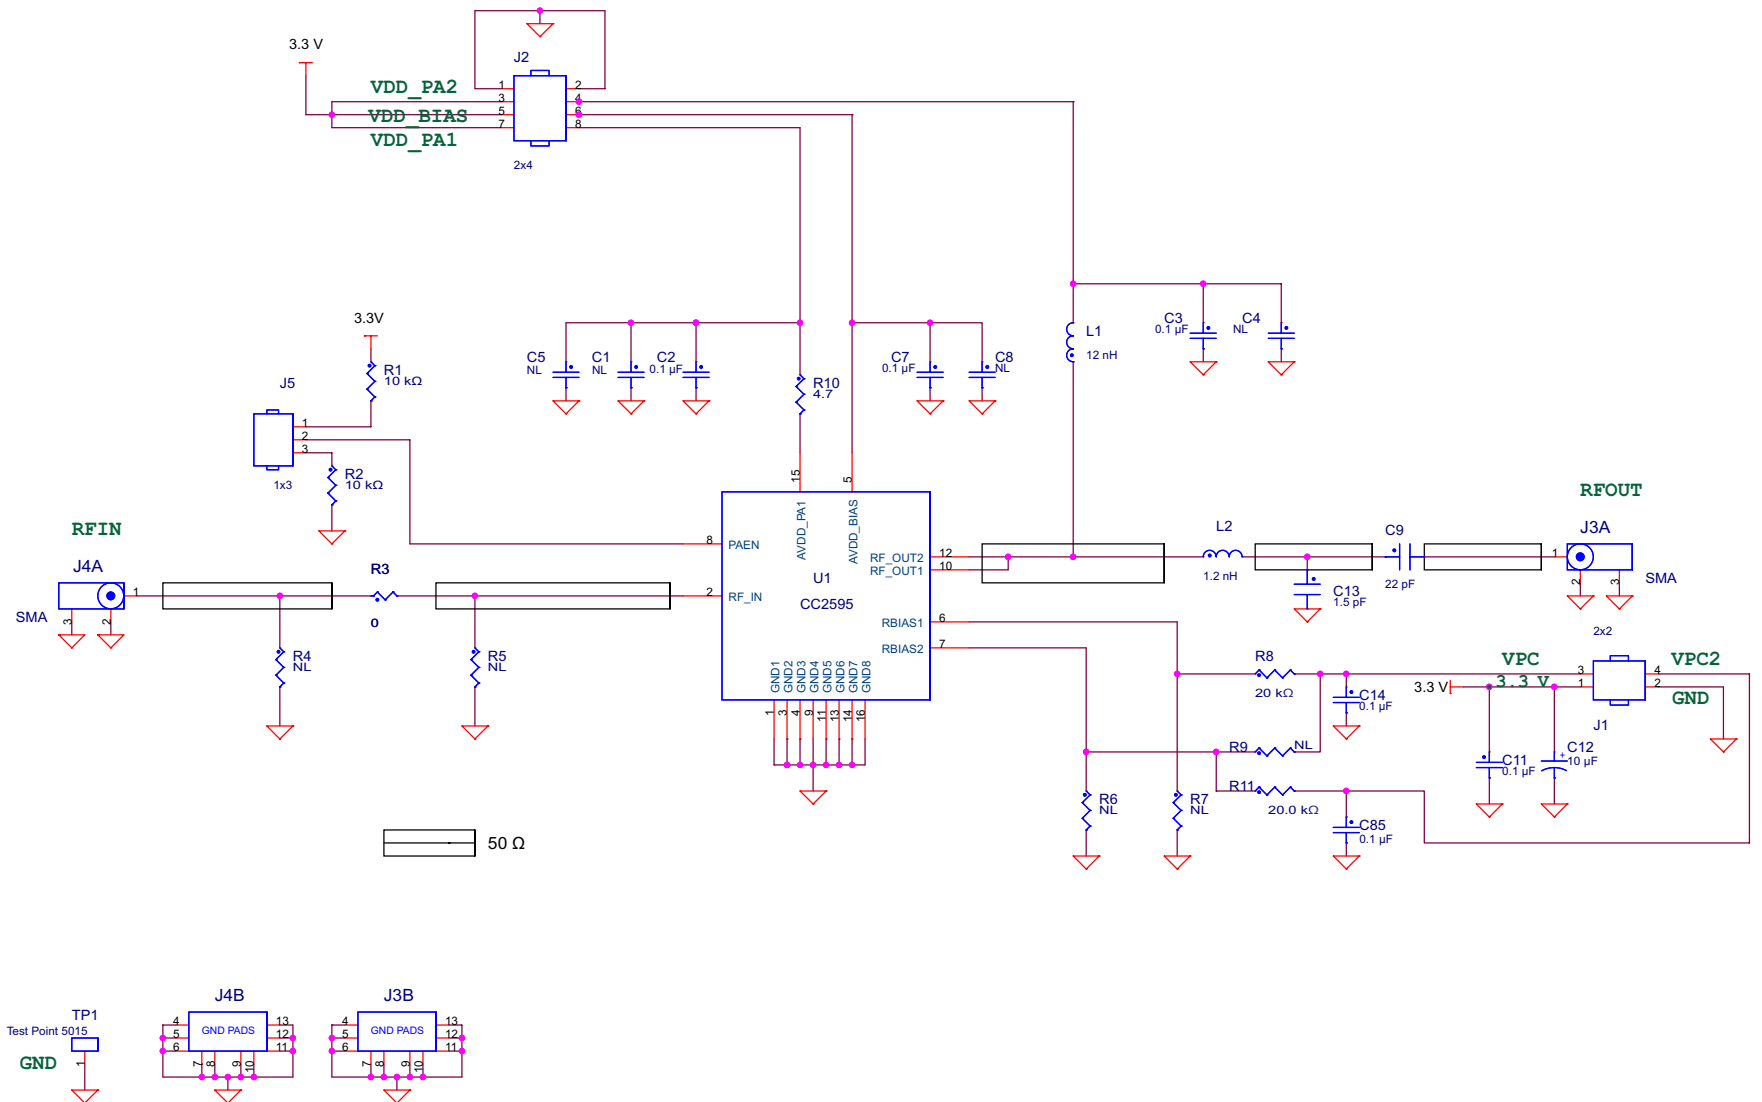 3.3 V
J2
VDD_PA2
VDD_BIAS
VDD_PA1
1
3
5
7
2
4
6
8
2x4
3.3V
R1
10 kΩ
J5
1
2
3
1x3
R2
10 kΩ
C5
NL
C1
NL
C2
0.1 µF
R10
4.7
C7
0.1 µF
C8
NL
L1
12 nH
C3
0.1 µF
C4
NL
RFIN
J4A
SMA
1
3
2
R3
0
R4
NL
R5
NL
15
5
AVDD_PA1
AVDD_BIAS
8
PAEN
2
RF_IN
U1
CC2595
RF_OUT2
12
RF_OUT1
10
RBIAS1
6
RBIAS2
7
GND1
GND2
GND3
GND4
GND5
GND6
GND7
GND8
1
3
4
9
11
13
14
16
L2
1.2 nH
C13
1.5 pF
C9
22 pF
RFOUT
J3A
1
2
3
SMA
2x2
R8
20 kΩ
C14
0.1 µF
R9
NL
R11
20.0 kΩ
C85
0.1 µF
R6
NL
R7
NL
VPC
3.3 V
3.3 V
3
1
4
2
VPC2
GND
J1
C11
0.1 µF
+
C12
10 µF
50 Ω
TP1
Test Point 5015
GND
1
J4B
GND PADS
4
5
6
13
12
11
7
8
9
10
J3B
GND PADS
4
5
6
13
12
11
7
8
9
10